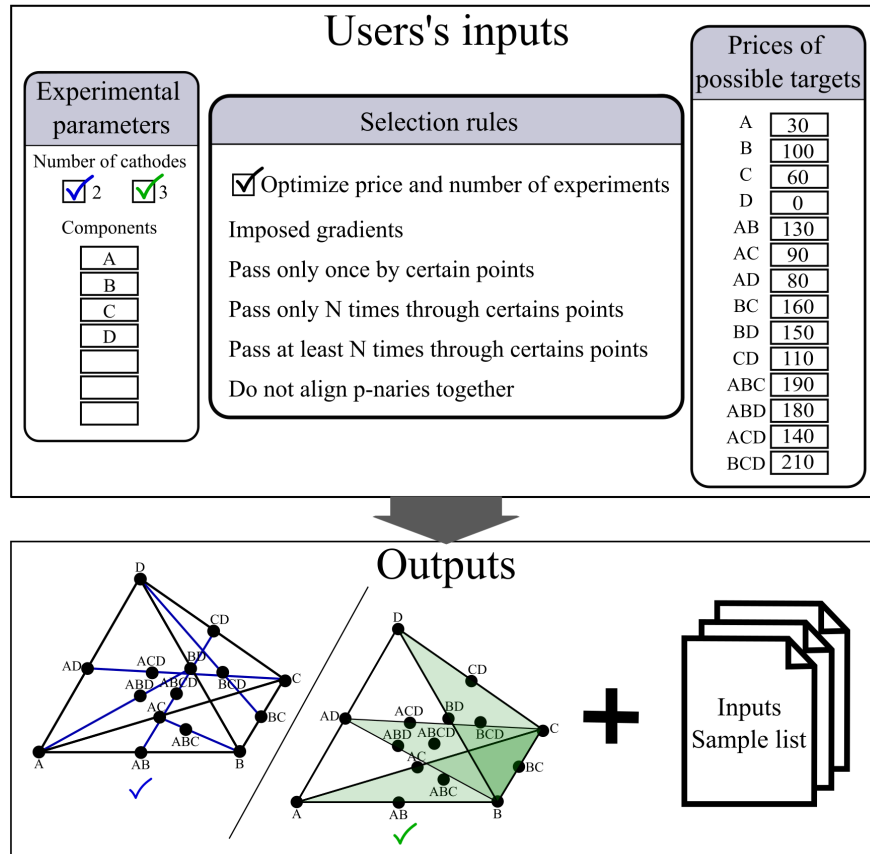 Users's inputs
Experimental
parameters
Number of cathodes
2
3
Components
A
B
C
D
Selection rules
Optimize price and number of experiments
Imposed gradients
Pass only once by certain points
Pass only N times through certains points
Pass at least N times through certains points
Do not align p-naries together
Prices of
possible targets
A 30
B 100
C 60
D 0
AB 130
AC 90
AD 80
BC 160
BD 150
CD 110
ABC 190
ABD 180
ACD 140
BCD 210
Outputs
D
CD
AD
ACD
BD
ABD
ABCD
BCD
C
AC
BC
ABC
A
AB
B
D
CD
AD
ACD
BD
BCD
C
ABD
ABCD
AC
BC
ABC
A
AB
B
Inputs
Sample list